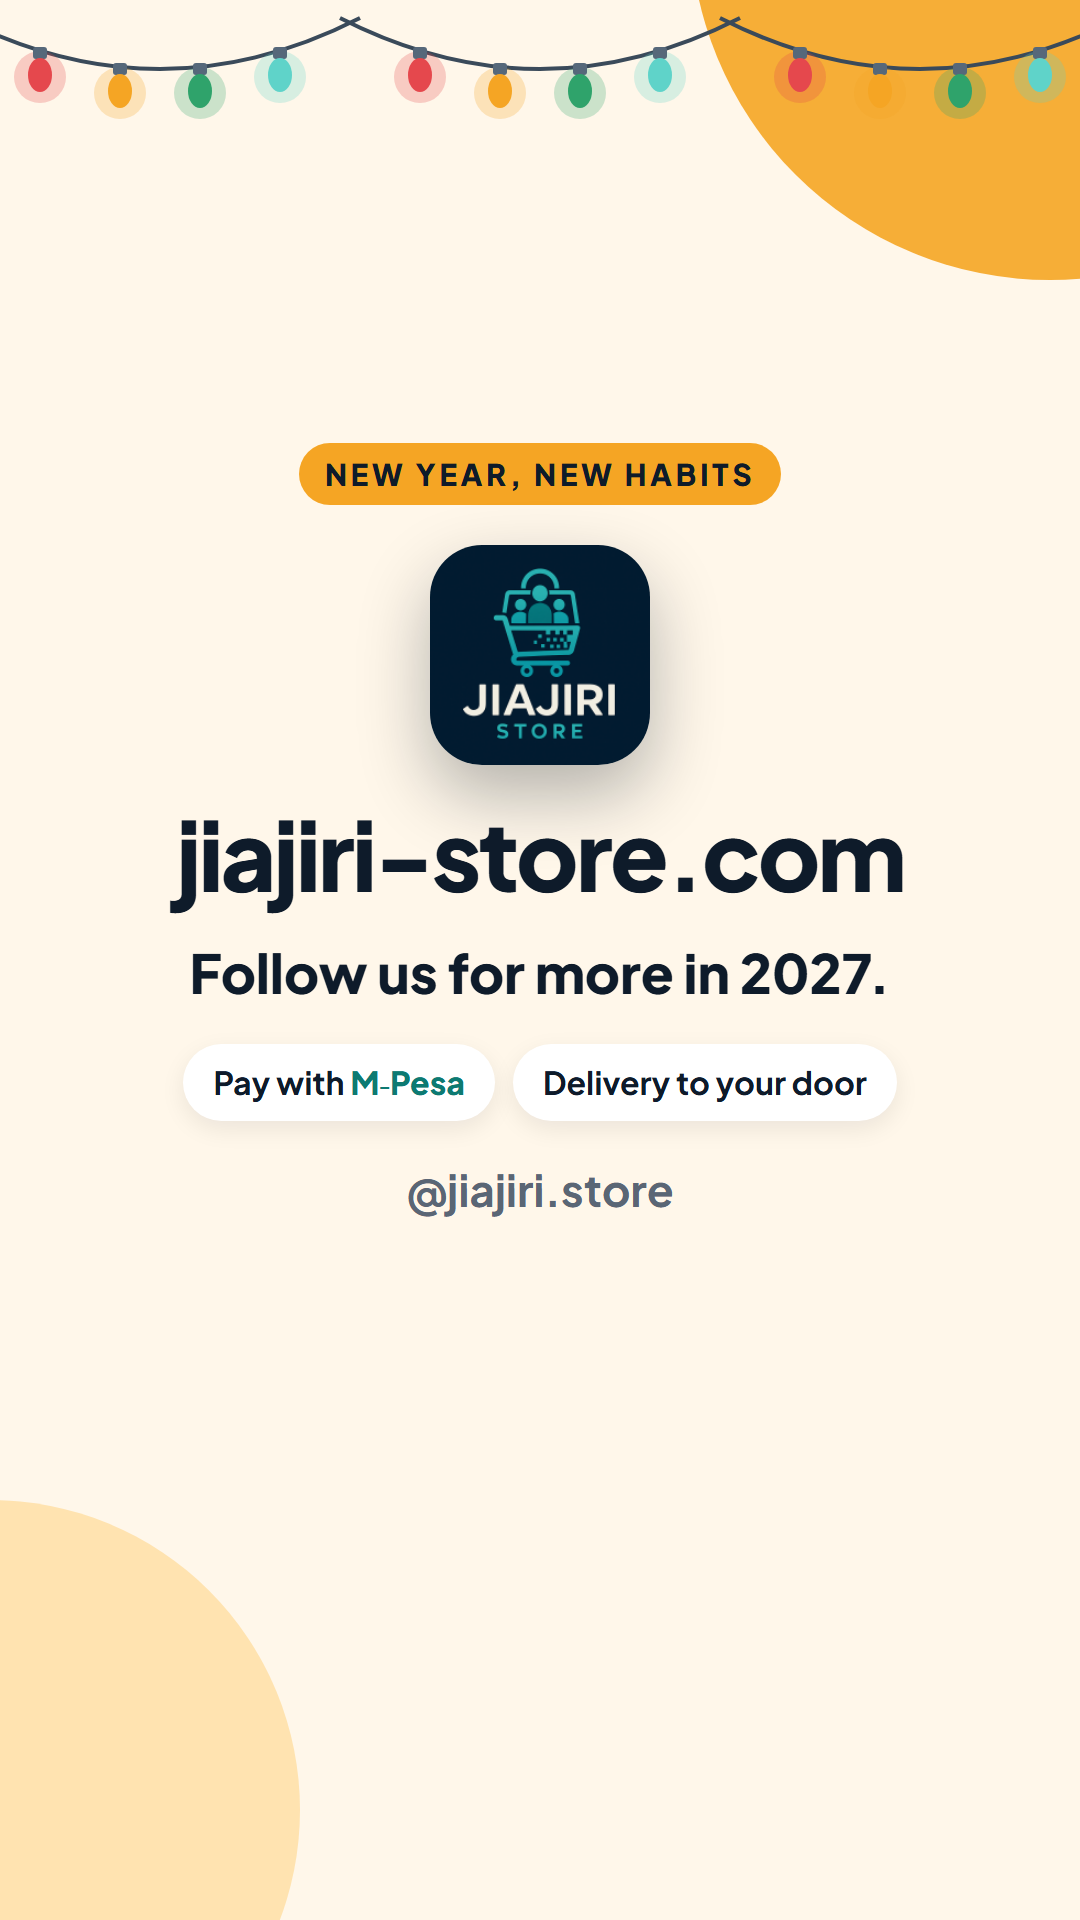 NEW YEAR, NEW HABITS
JIAJIRI
STORE
jiajiri-store.com
Follow us for more in 2027.
Pay with M-Pesa
Delivery to your door
@jiajiri.store